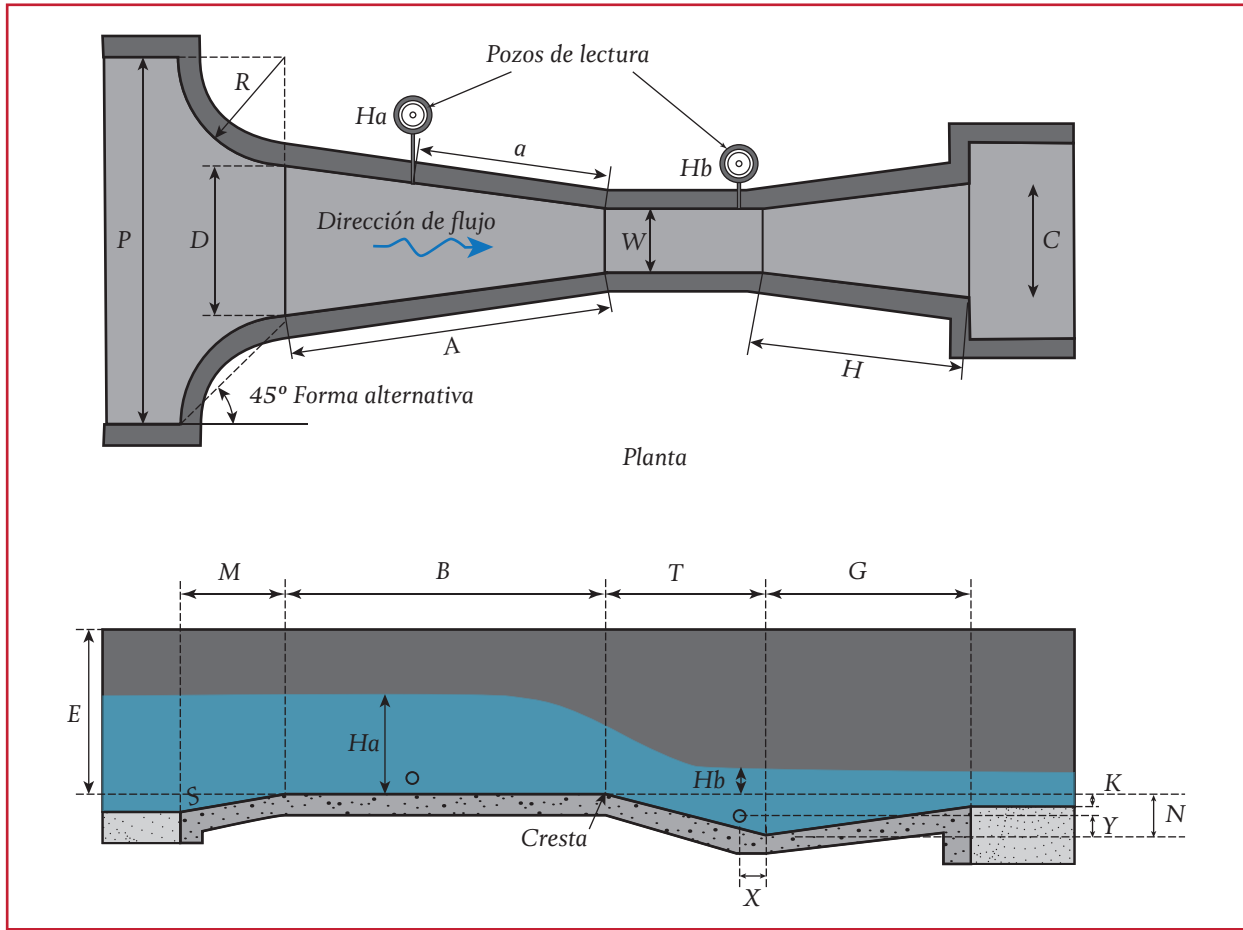 Pozos de lectura
R
Ha
a
Hb
P
D
Dirección de flujo
W
C
A
H
45º Forma alternativa
Planta
M
B
T
G
E
Ha
Hb
S
K
N
Y
Cresta
X